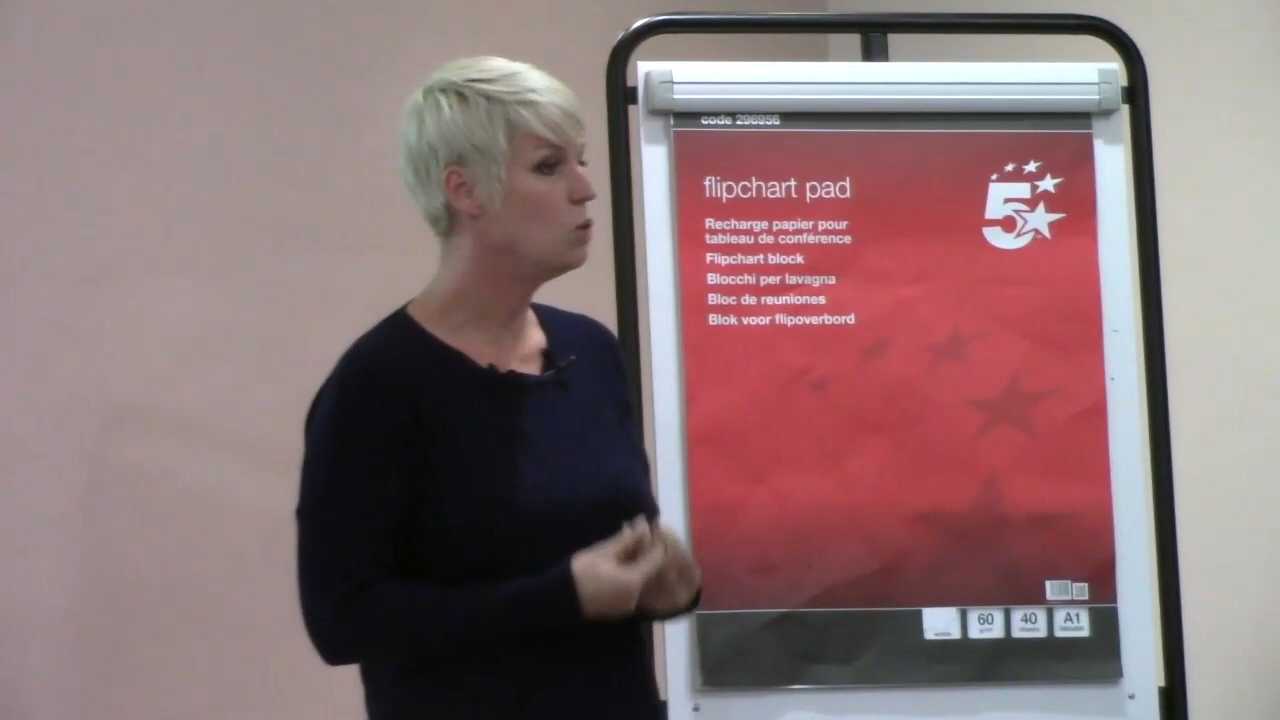 code 296956
flipchart pad
5
Recharge papier pour
tableau de conférence
Flipchart block
Blocchi per lavagna
Bloc de reuniones
Blok voor flipoverbord
60 40 A1